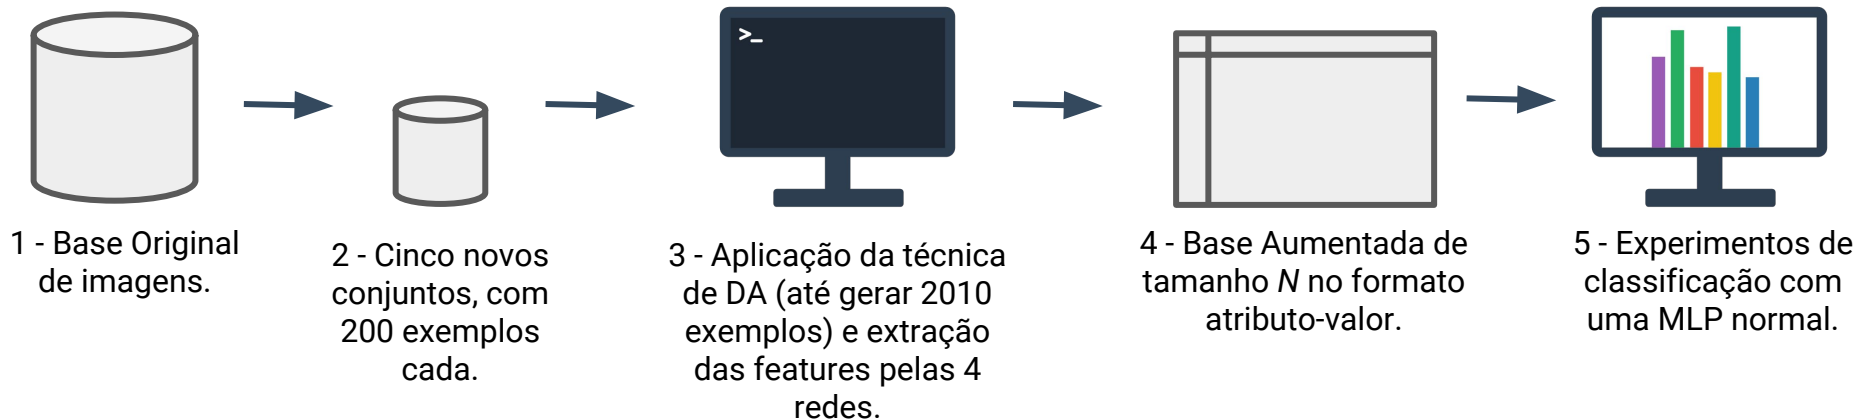 >_
1 - Base Original
de imagens.
2 - Cinco novos
conjuntos, com
200 exemplos
cada.
3 - Aplicação da técnica
de DA (até gerar 2010
exemplos) e extração
das features pelas 4
redes.
4 - Base Aumentada de
tamanho N no formato
atributo-valor.
5 - Experimentos de
classificação com
uma MLP normal.